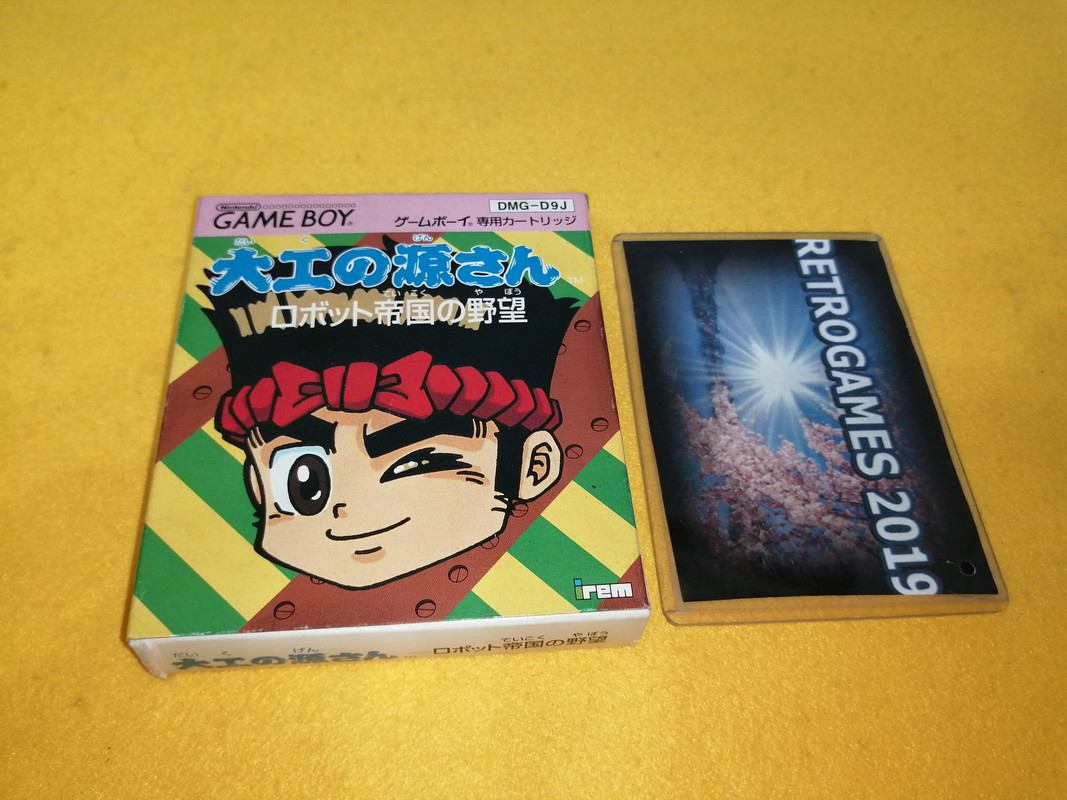 Nintendo
GAME BOY®
DMG-D9J
ゲームボーイ® 専用カートリッジ
だい く げん
大工の源さん™
ていこく や ぼう
ロボット帝国の野望
irem
だい く げん
大工の源さん™
ていこく や ぼう
ロボット帝国の野望
RETROGAMES 2019